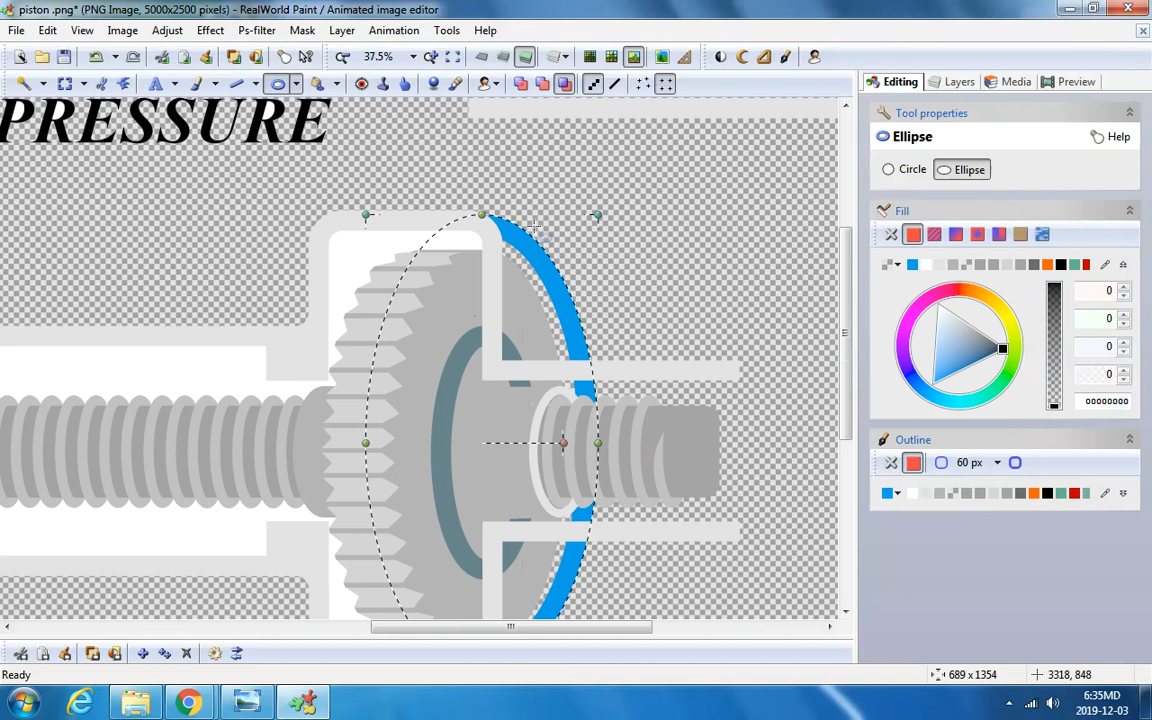 piston .png* (PNG Image, 5000x2500 pixels) - RealWorld Paint / Animated image editor
File Edit View Image Adjust Effect Ps-filter Mask Layer Animation Tools Help
37.5%
Editing Layers Media Preview
PRESSURE
Tool properties
Ellipse Help
Circle Ellipse
Fill
0
0
0
0
00000000
Outline
60 px
Ready 689 x 1354 3318, 848
6:35MD
2019-12-03